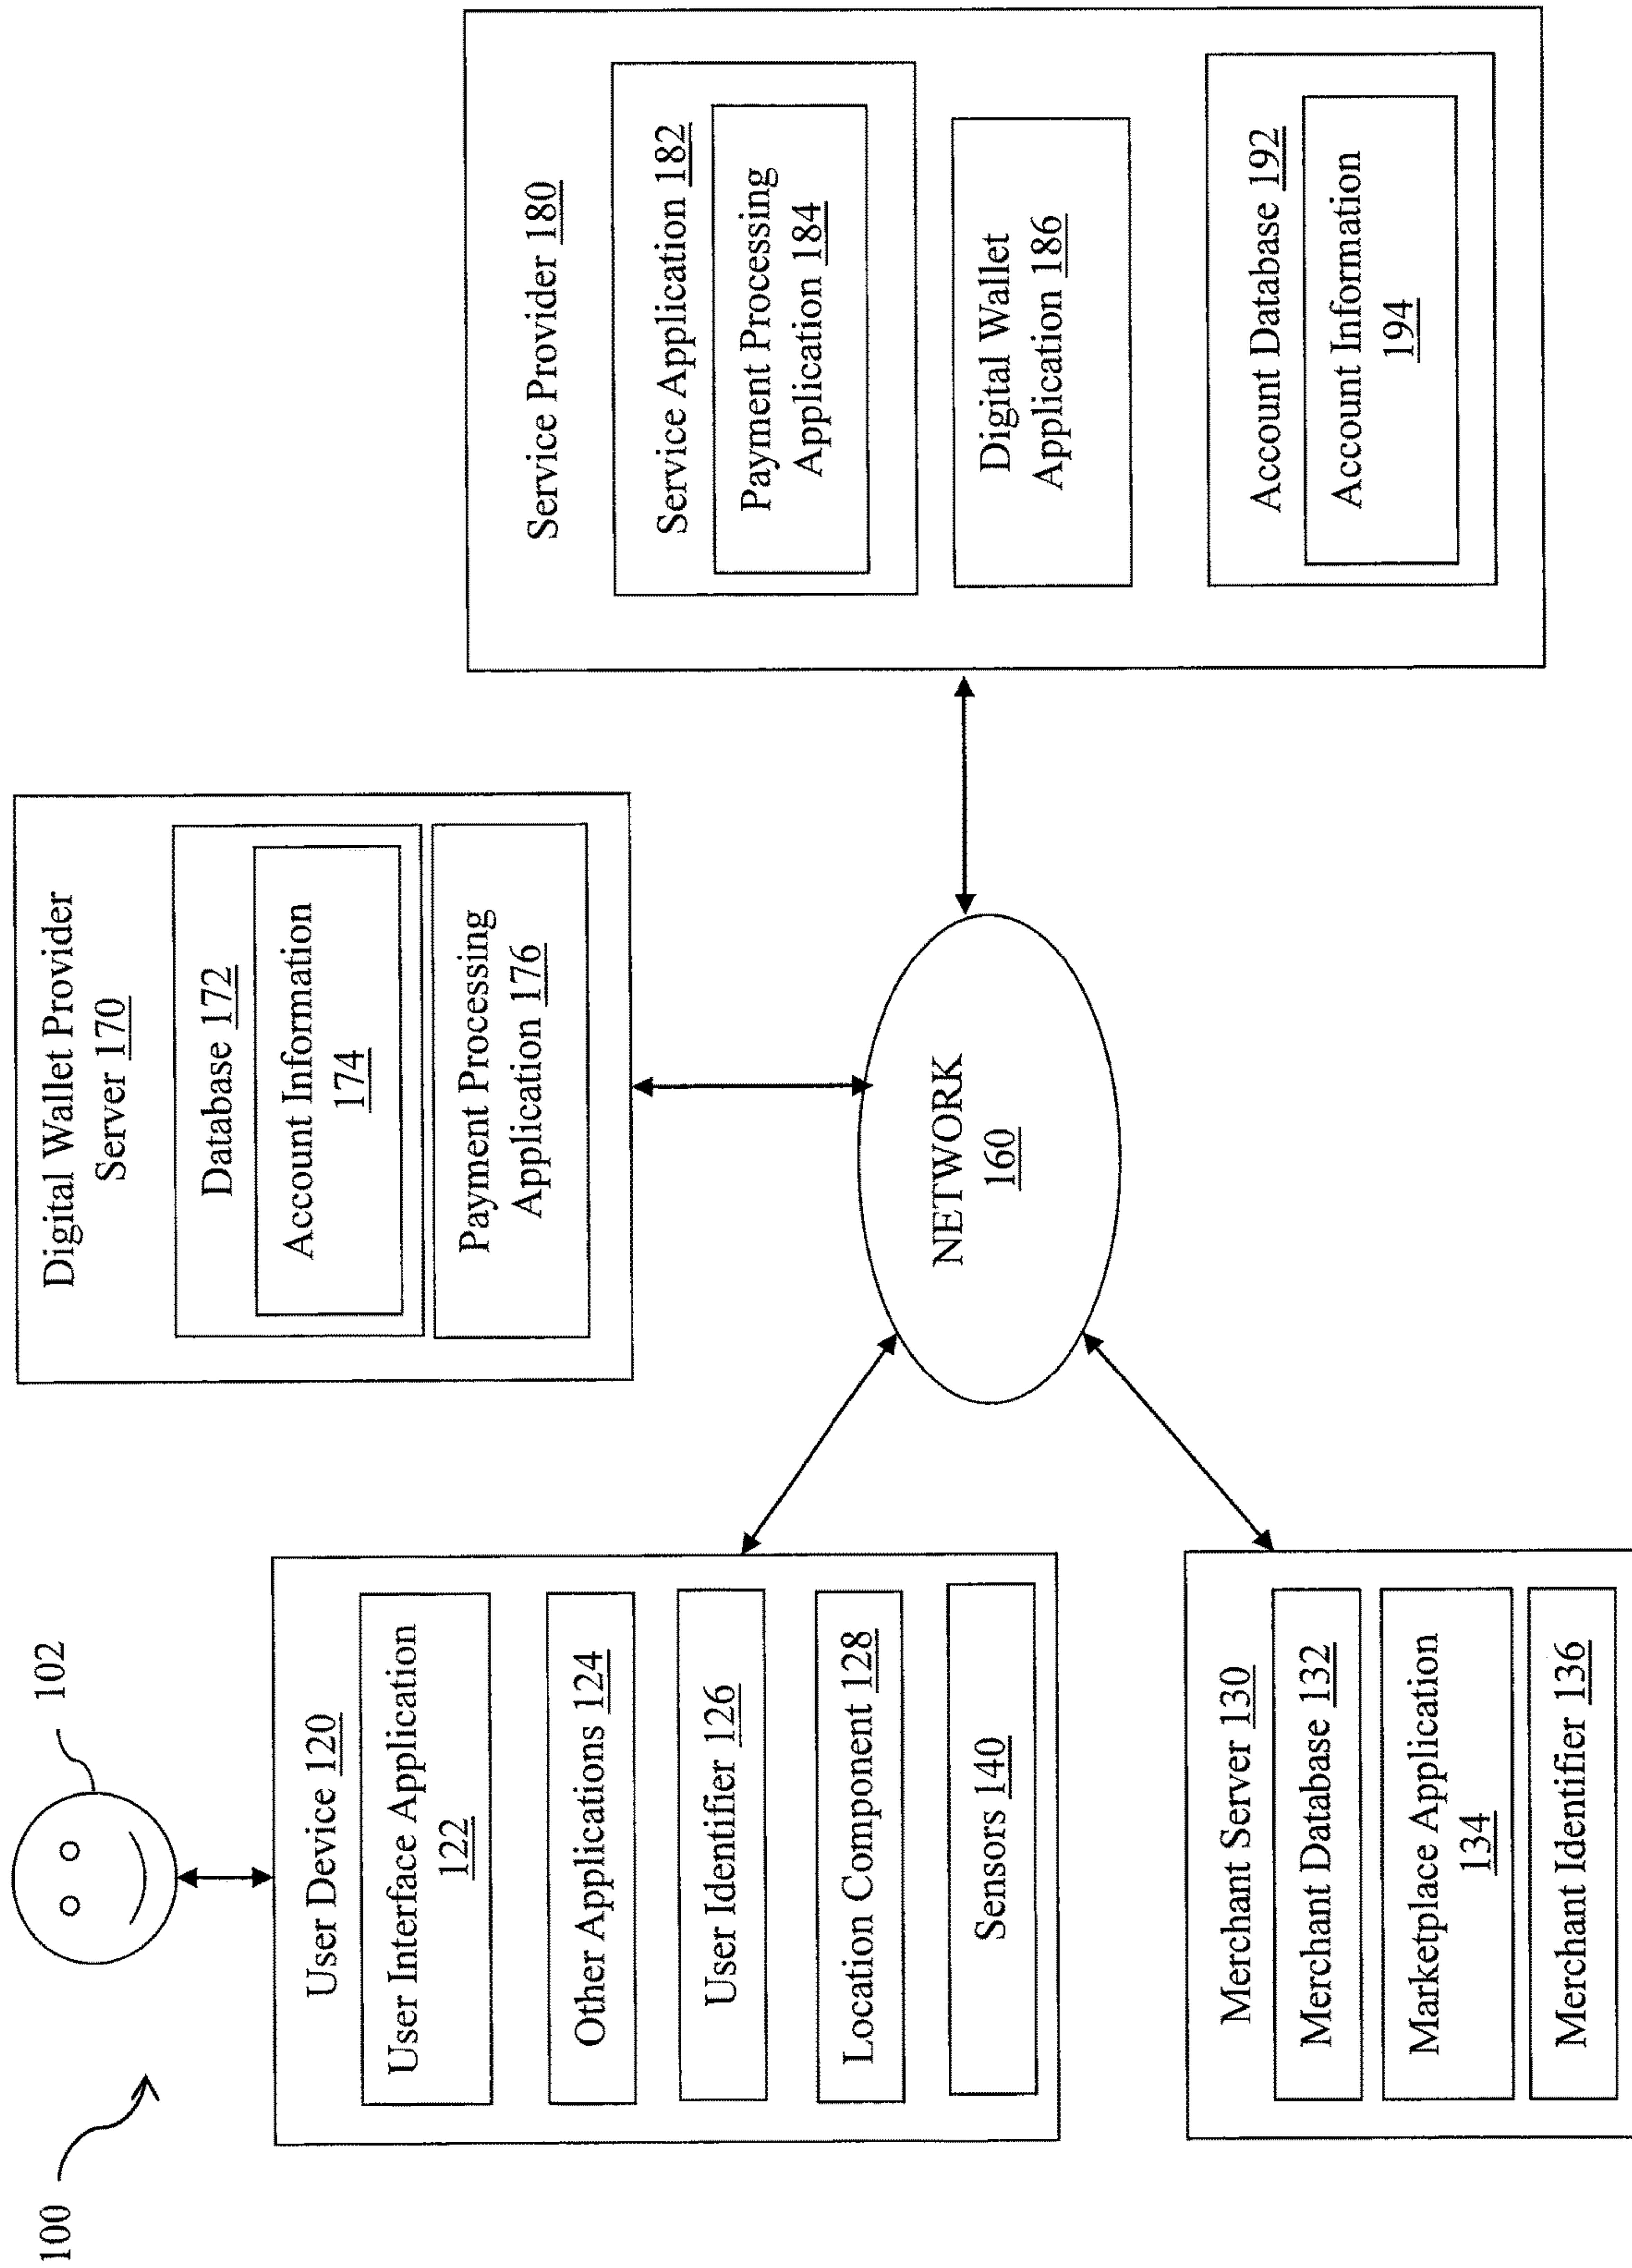 100
102
User Device 120
User Interface Application
122
Other Applications 124
User Identifier 126
Location Component 128
Sensors 140
Merchant Server 130
Merchant Database 132
Marketplace Application
134
Merchant Identifier 136
Digital Wallet Provider
Server 170
Database 172
Account Information
174
Payment Processing
Application 176
NETWORK
160
Service Provider 180
Service Application 182
Payment Processing
Application 184
Digital Wallet
Application 186
Account Database 192
Account Information
194